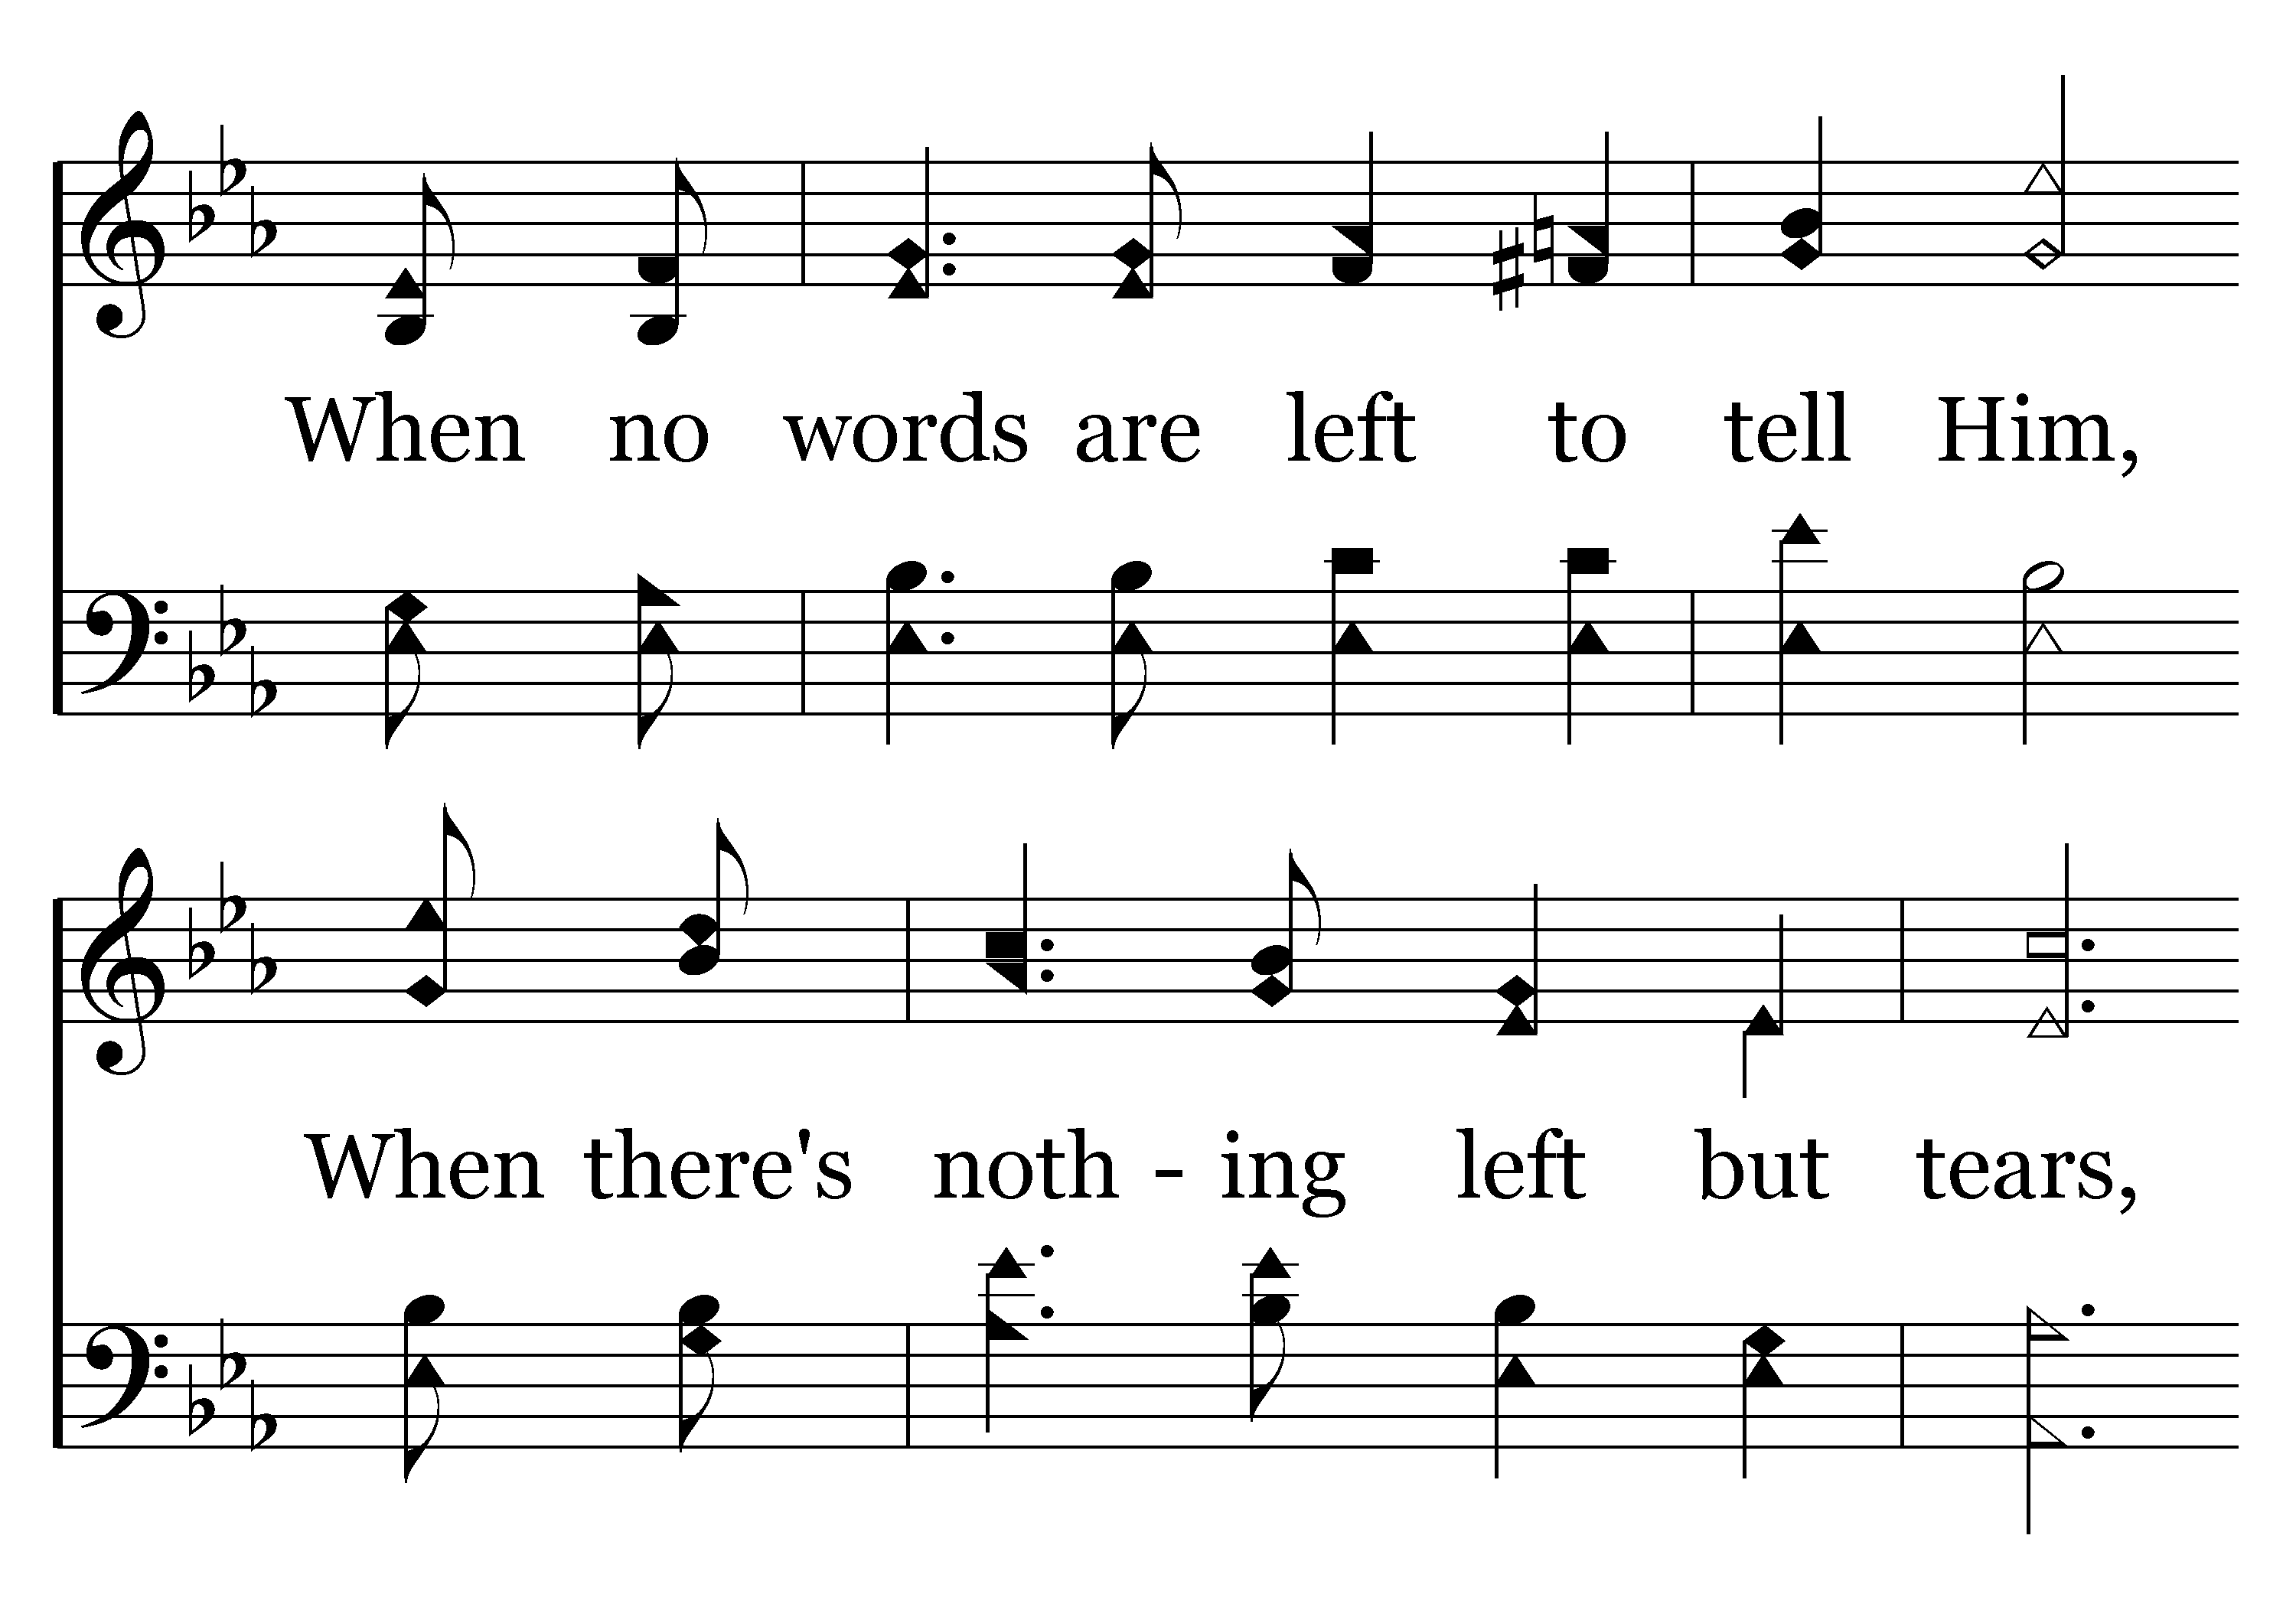 When no words are left to tell Him,
When there's noth - ing left but tears,